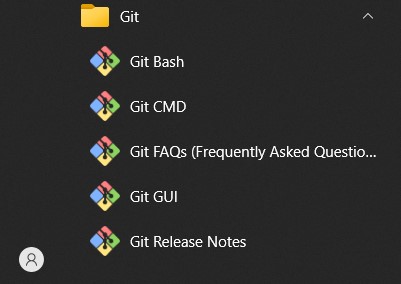 Git
Git Bash
Git CMD
Git FAQs (Frequently Asked Questio...
Git GUI
Git Release Notes